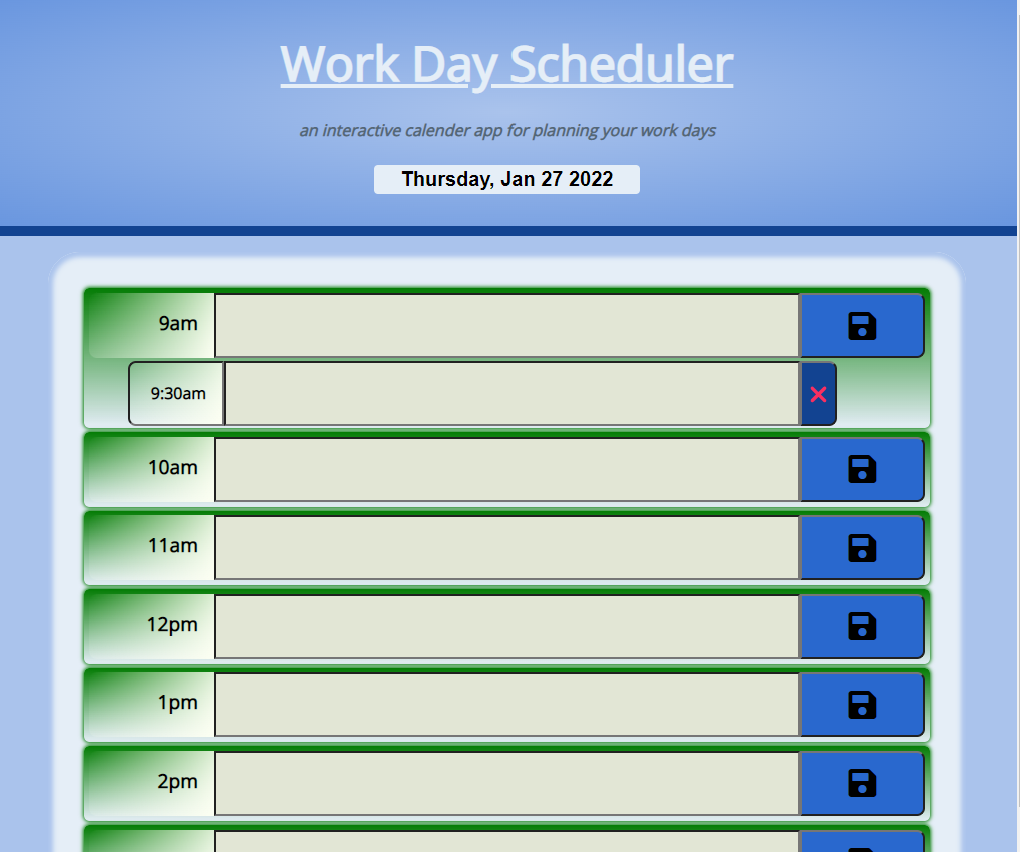 Work Day Scheduler
an interactive calender app for planning your work days
Thursday, Jan 27 2022
9am
9:30am
10am
11am
12pm
1pm
2pm